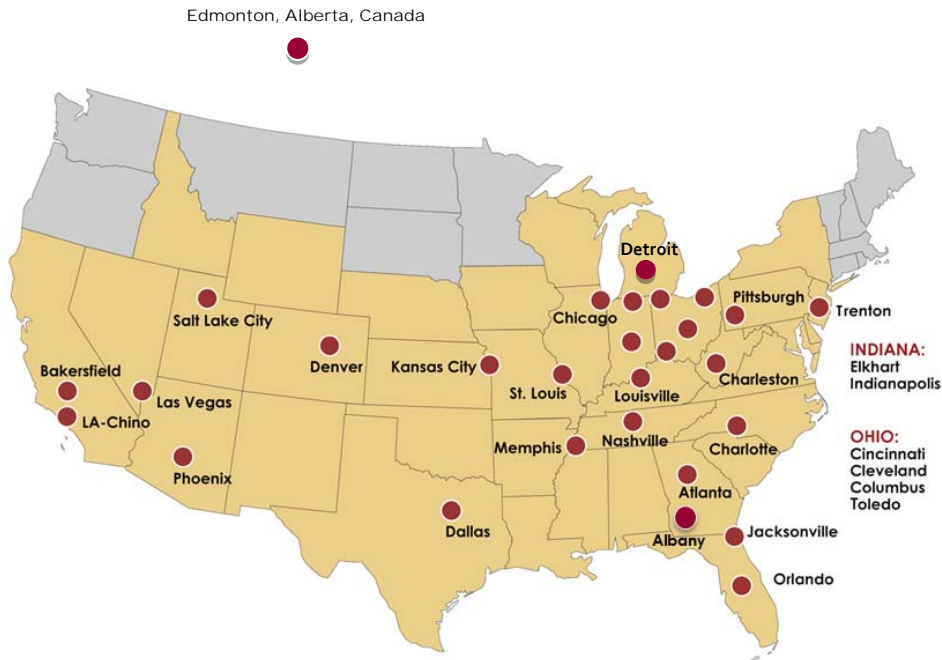 Edmonton, Alberta, Canada
Detroit
Pittsburgh
Chicago
Trenton
Salt Lake City
Denver
Kansas City
St. Louis
Louisville
Charleston
INDIANA:
Elkhart
Indianapolis
Bakersfield
Las Vegas
LA-Chino
Phoenix
Memphis
Nashville
Charlotte
OHIO:
Cincinnati
Cleveland
Columbus
Toledo
Atlanta
Dallas
Albany
Jacksonville
Orlando